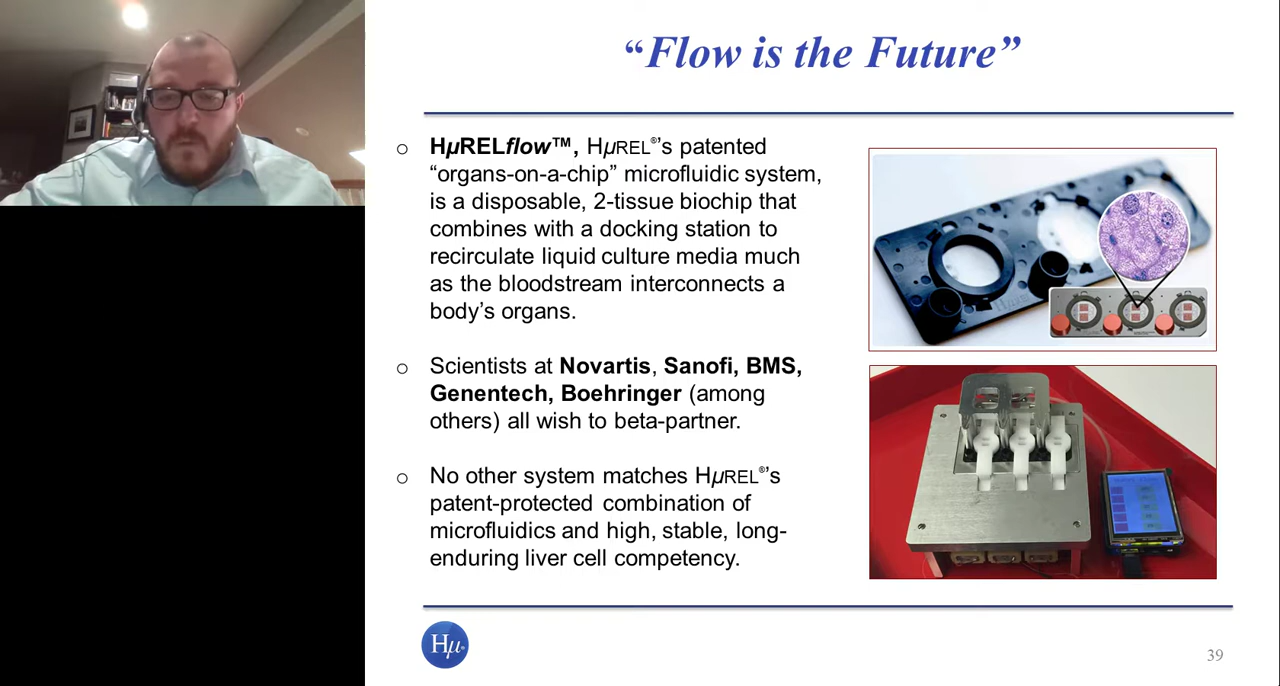 “Flow is the Future”
HμRELflow™, HμREL®’s patented
“organs-on-a-chip” microfluidic system,
is a disposable, 2-tissue biochip that
combines with a docking station to
recirculate liquid culture media much
as the bloodstream interconnects a
body’s organs.
Scientists at Novartis, Sanofi, BMS,
Genentech, Boehringer (among
others) all wish to beta-partner.
No other system matches HμREL®’s
patent-protected combination of
microfluidics and high, stable, long-
enduring liver cell competency.
Hμ
39